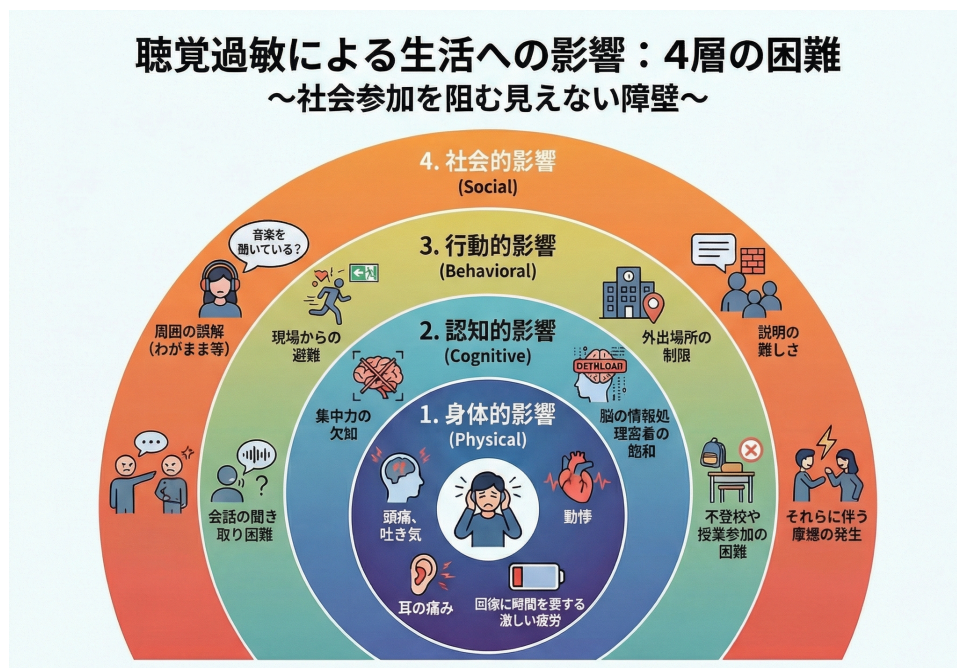 聴覚過敏による生活への影響：4層の困難
～社会参加を阻む見えない障壁～
4. 社会的影響
(Social)
音楽を
聞いている？
周囲の誤解
(わがまま等)
説明の
難しさ
それらに伴う
の発生
3. 行動的影響
(Behavioral)
現場からの
避難
外出場所の
制限
会話の聞き
取り困難
?
不登校や
授業参加の
困難
2. 認知的影響
(Cognitive)
集中力の
欠如
脳の情報処
理密着の
飽和
1. 身体的影響
(Physical)
頭痛、
吐き気
動悸
耳の痛み
時間を要する
激しい疲労